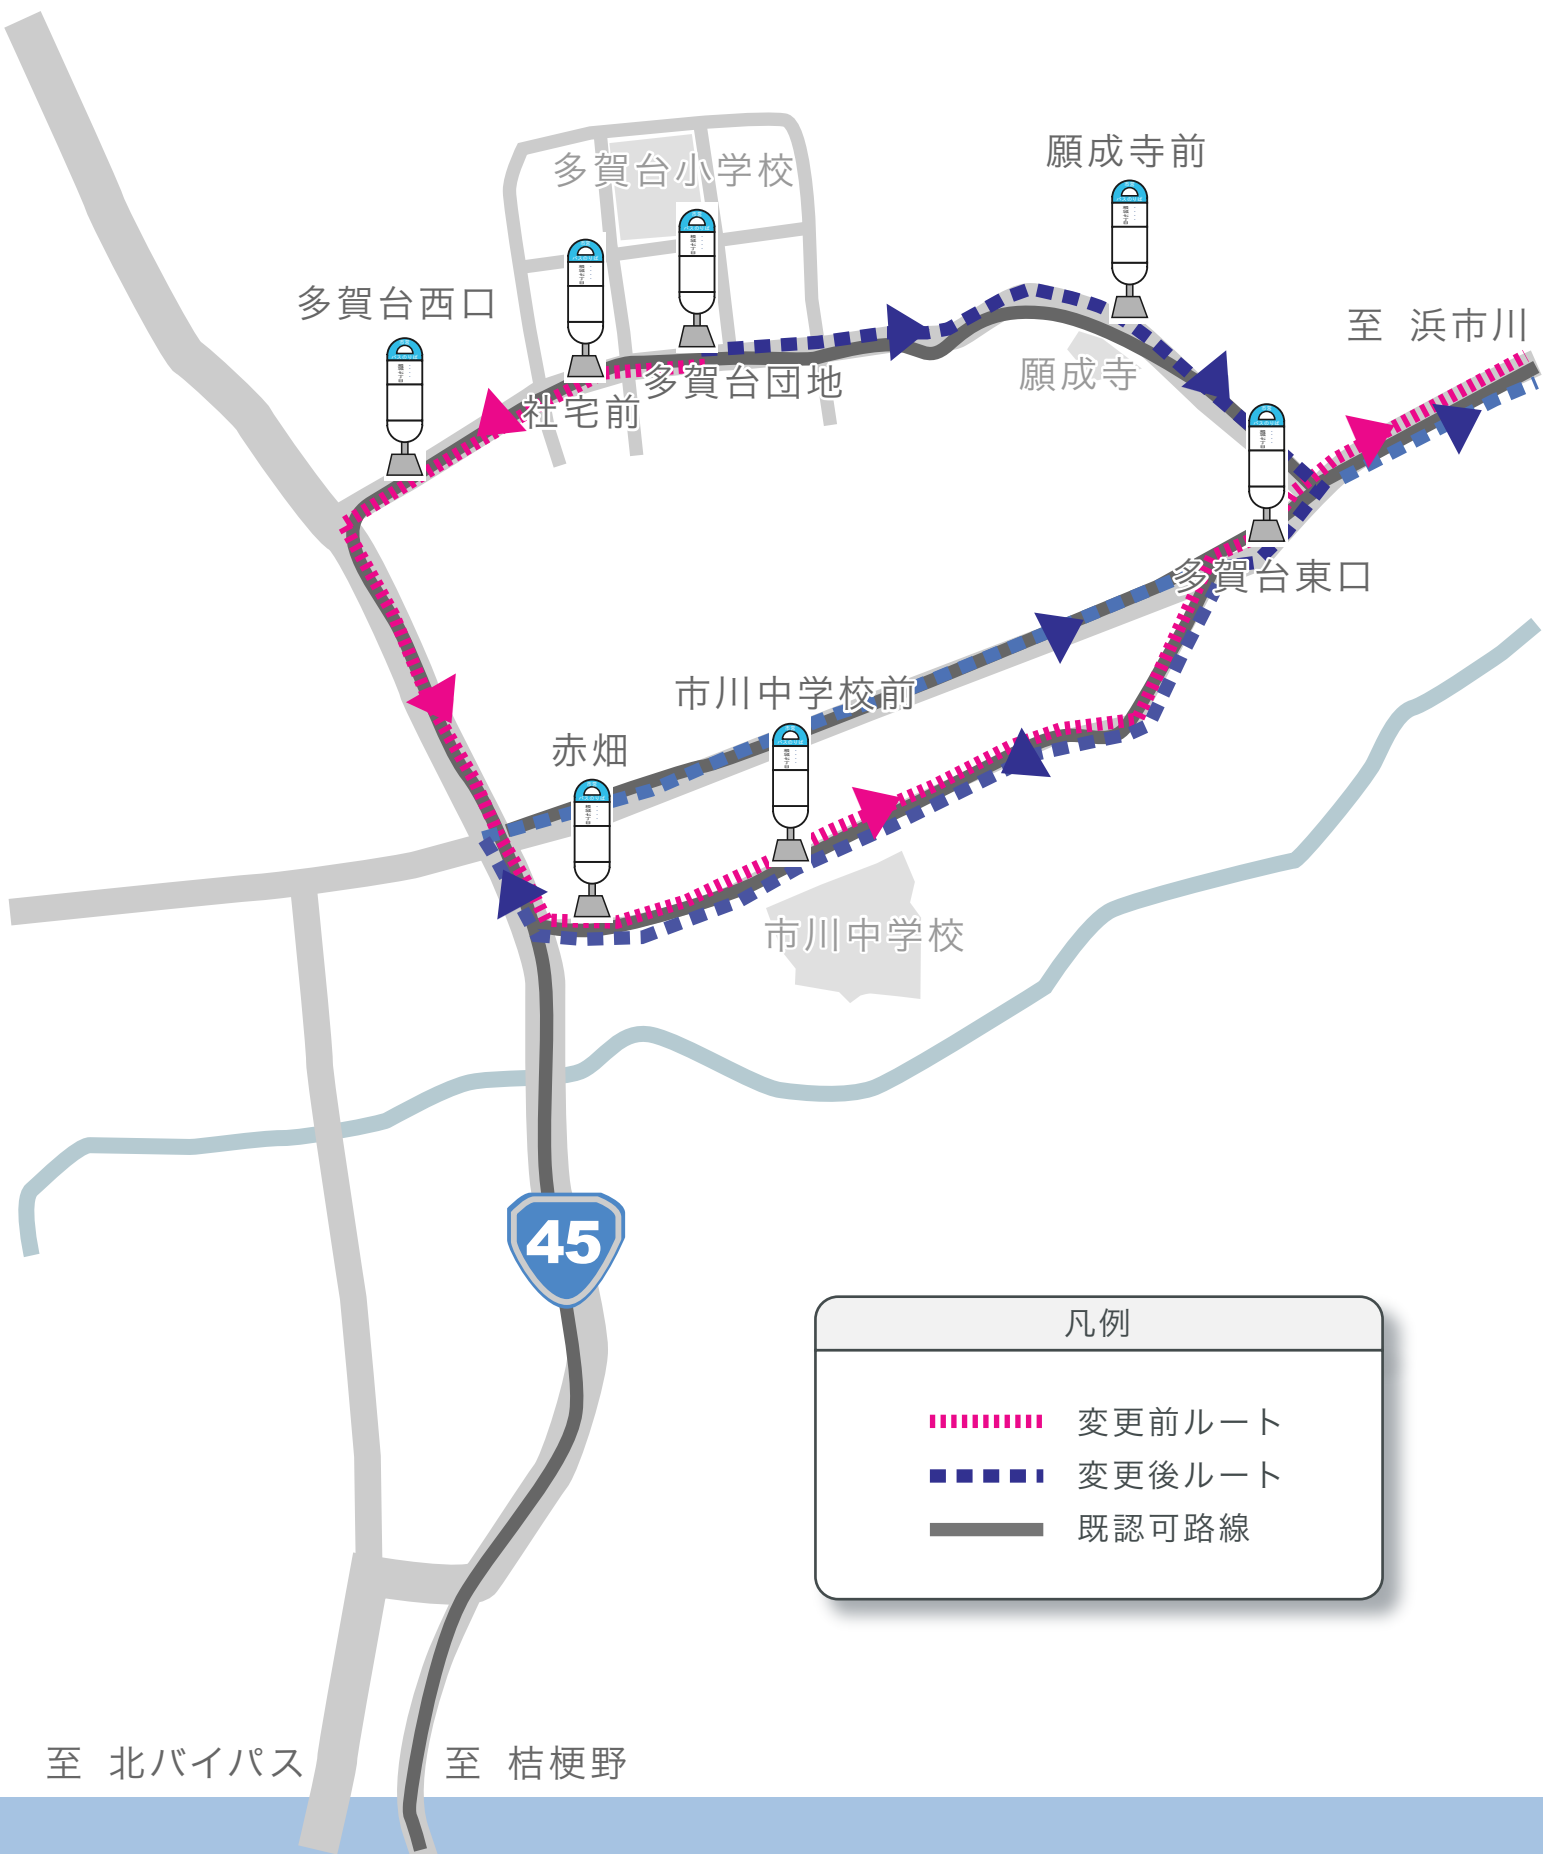 多賀台小学校
願成寺前
多賀台西口
至 浜市川
願成寺
多賀台団地
社宅前
多賀台東口
市川中学校前
赤畑
市川中学校
45
凡例
変更前ルート
変更後ルート
既認可路線
至 北バイパス
至 桔梗野